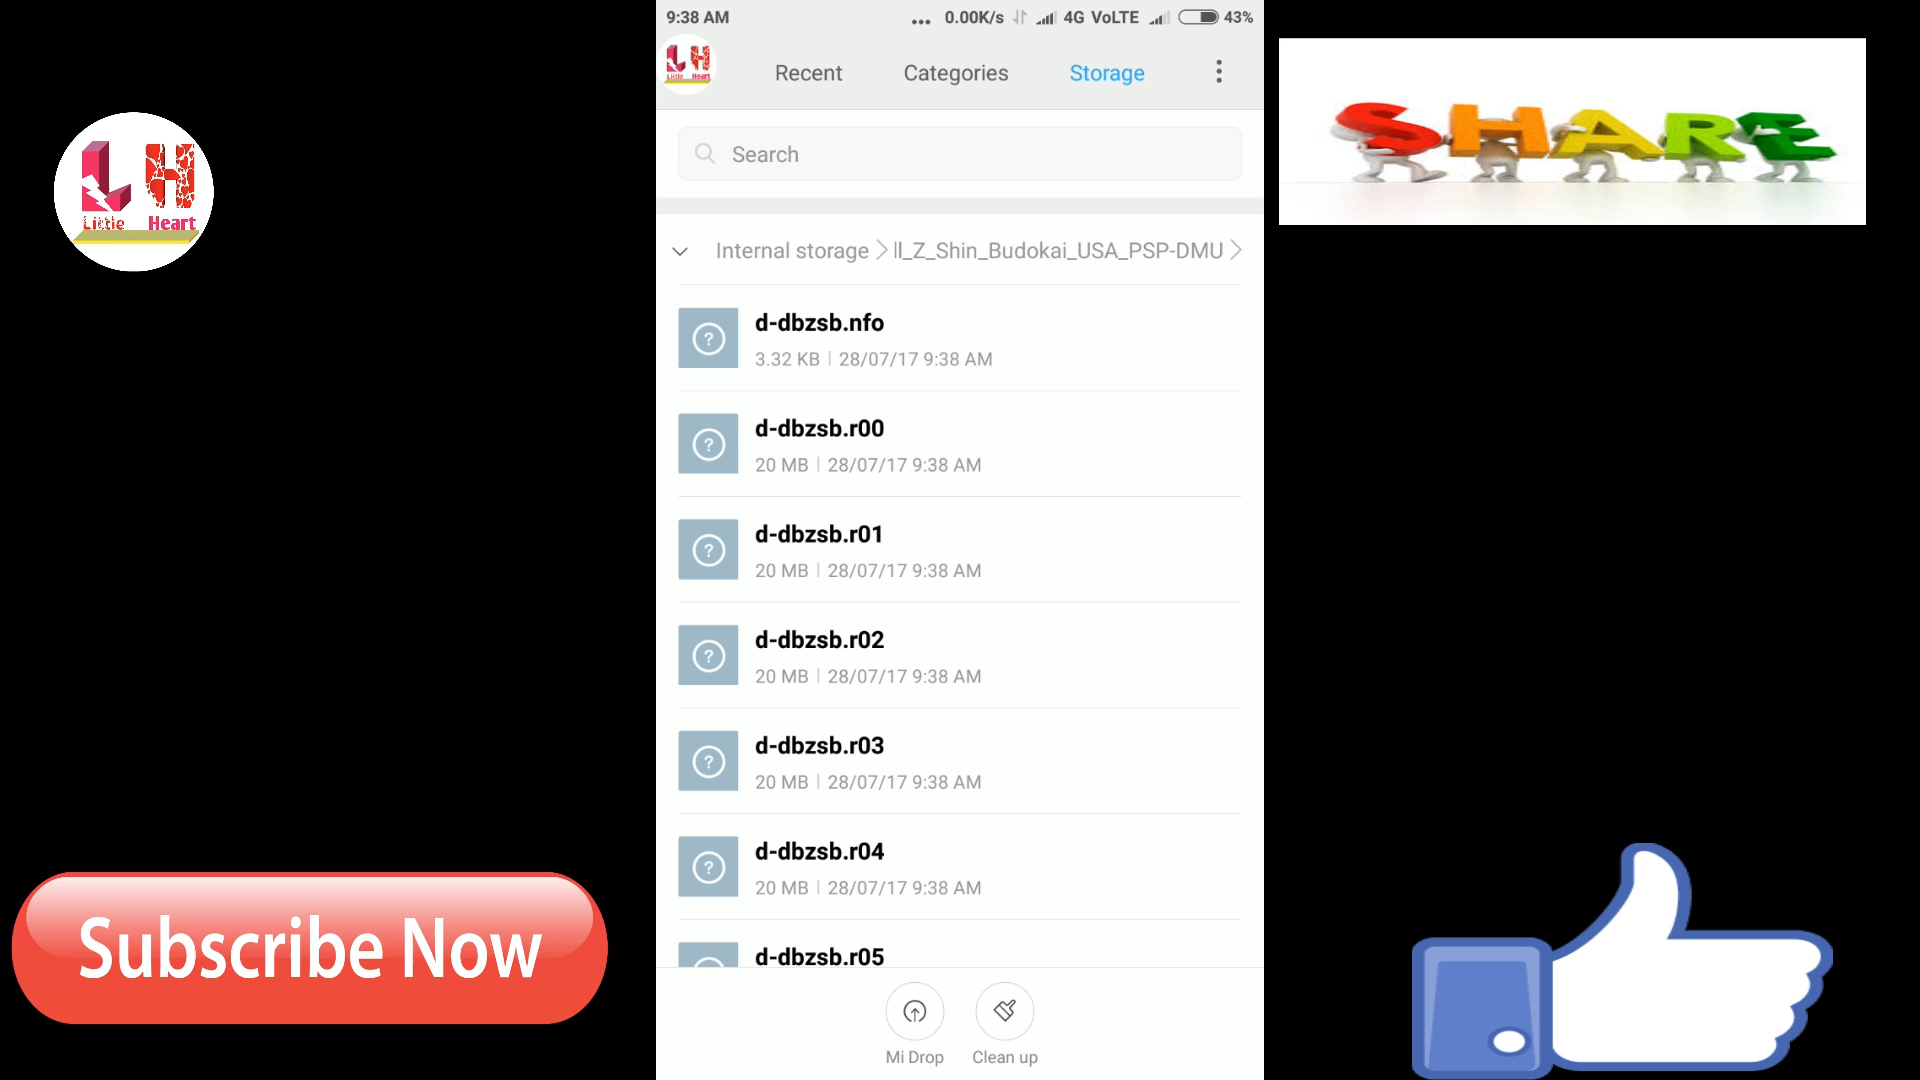 9:38 AM
... 0.00K/s 4G VoLTE 43%
Little Heart
Recent
Categories
Storage
Search
Internal storage
ll_Z_Shin_Budokai_USA_PSP-DMU
d-dbzsb.nfo
3.32 KB | 28/07/17 9:38 AM
d-dbzsb.r00
20 MB | 28/07/17 9:38 AM
d-dbzsb.r01
20 MB | 28/07/17 9:38 AM
d-dbzsb.r02
20 MB | 28/07/17 9:38 AM
d-dbzsb.r03
20 MB | 28/07/17 9:38 AM
d-dbzsb.r04
20 MB | 28/07/17 9:38 AM
d-dbzsb.r05
Mi Drop
Clean up
LH
Little Heart
Subscribe Now
SHARE